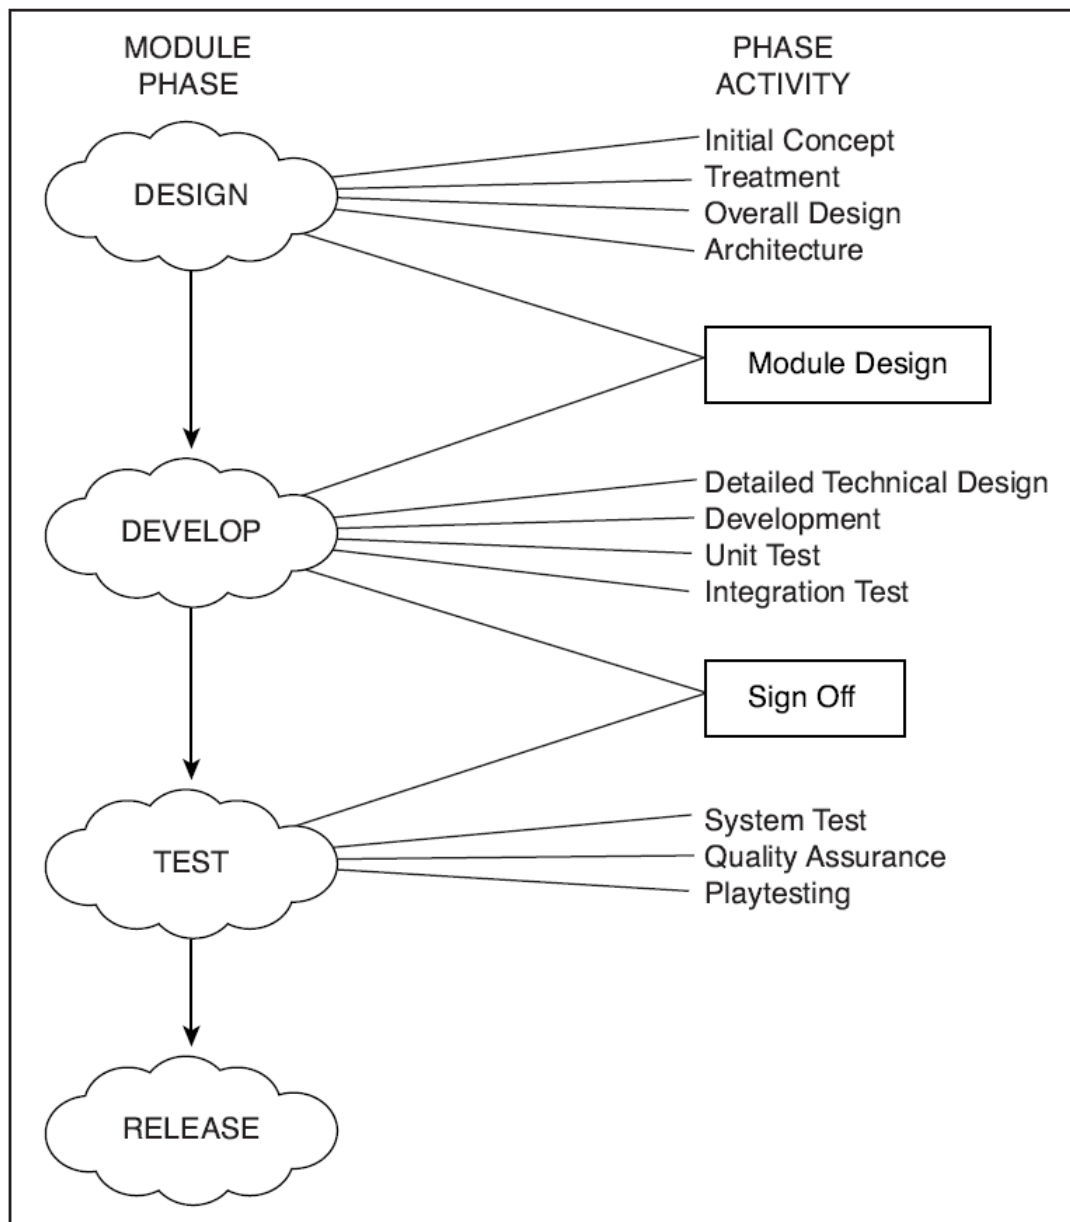 MODULE
PHASE
PHASE
ACTIVITY
DESIGN
Initial Concept
Treatment
Overall Design
Architecture
Module Design
DEVELOP
Detailed Technical Design
Development
Unit Test
Integration Test
Sign Off
TEST
System Test
Quality Assurance
Playtesting
RELEASE